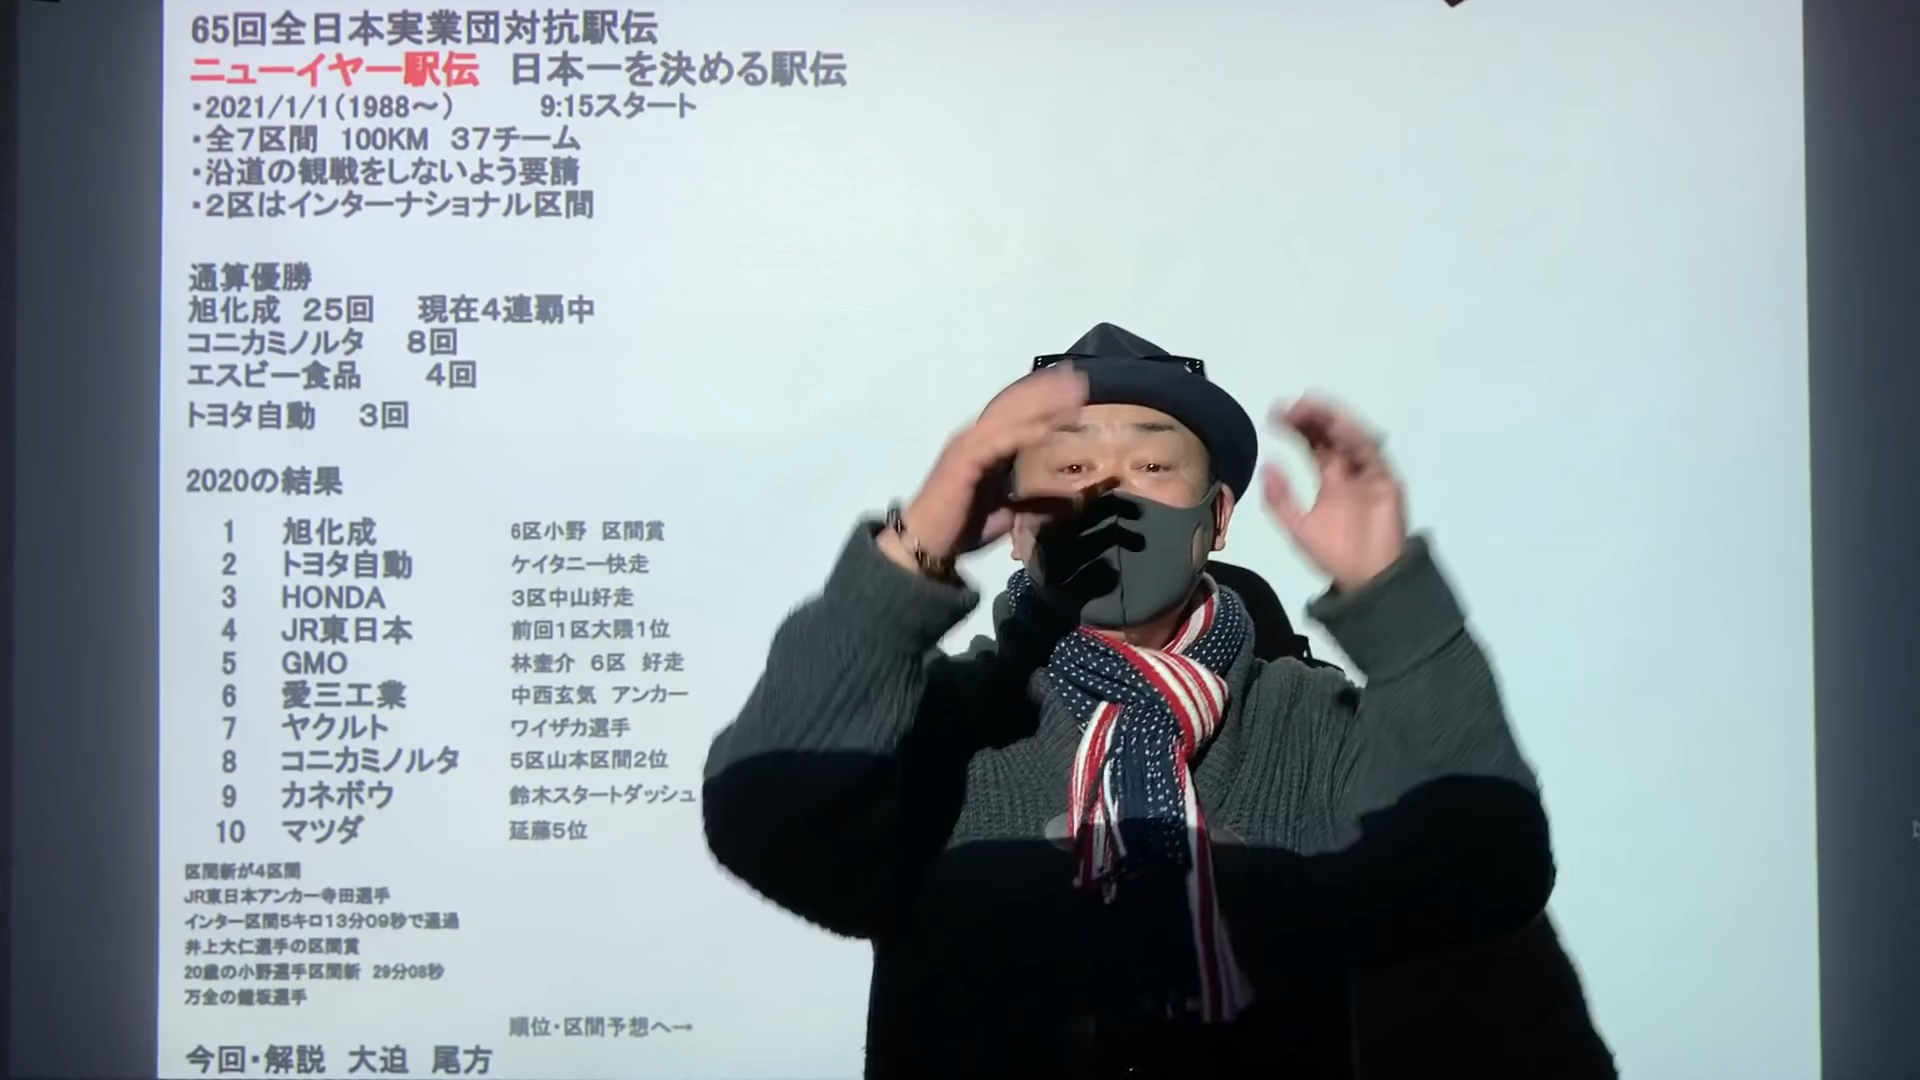 65回全日本実業団対抗駅伝
ニューイヤー駅伝　日本一を決める駅伝
・2021/1/1（1988～）　9:15スタート
・全7区間　100KM　37チーム
・沿道の観戦をしないよう要請
・2区はインターナショナル区間
通算優勝
旭化成　25回　現在4連覇中
コニカミノルタ　8回
エスビー食品　4回
トヨタ自動　3回
2020の結果
1　旭化成　6区小野　区間賞
2　トヨタ自動　ケイタニー快走
3　HONDA　3区中山好走
4　JR東日本　前回1区大隈1位
5　GMO　林奎介　6区　好走
6　愛三工業　中西玄気　アンカー
7　ヤクルト　ワイザカ選手
8　コニカミノルタ　5区山本区間2位
9　カネボウ　鈴木スタートダッシュ
10　マツダ　延藤5位
区間新が4区間
JR東日本アンカー寺田選手
インター区間5キロ13分09秒で通過
井上大仁選手の区間賞
20歳の小野選手区間新　29分08秒
万全の鎧坂選手
順位・区間予想へ→
今回・解説　大迫　尾方